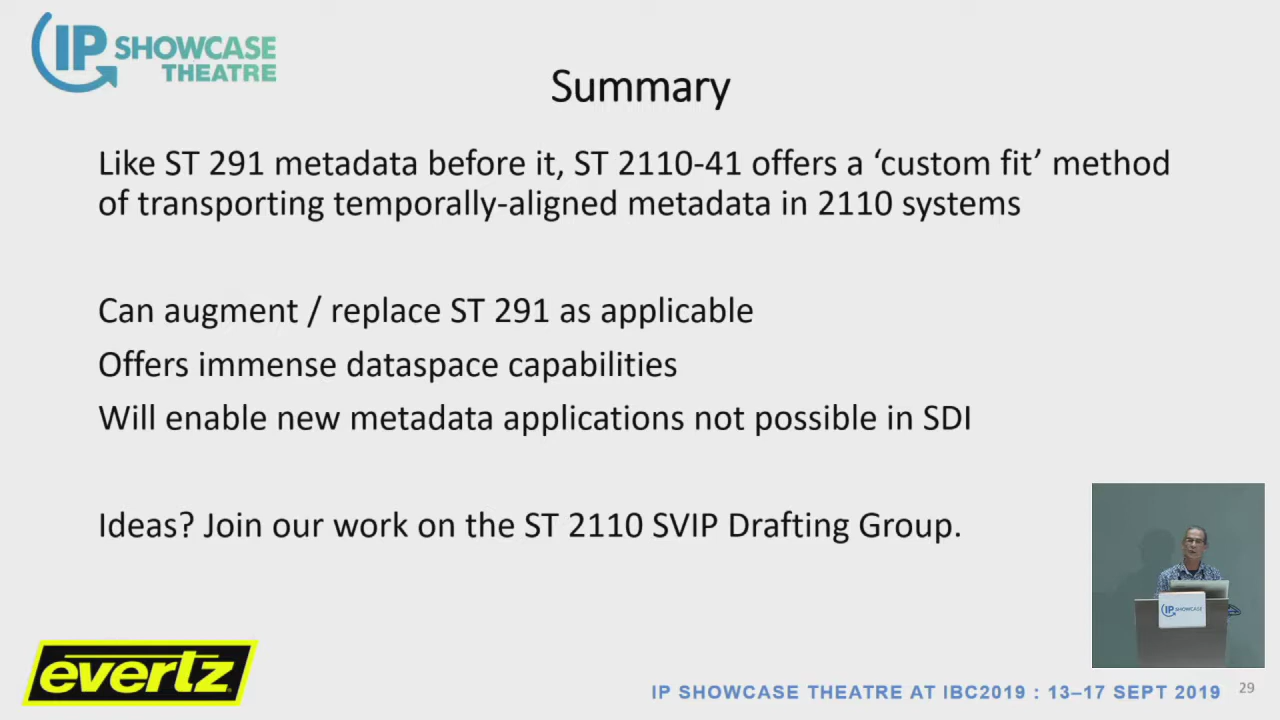 IP SHOWCASE
THEATRE
Summary
Like ST 291 metadata before it, ST 2110-41 offers a ‘custom fit’ method
of transporting temporally-aligned metadata in 2110 systems
Can augment / replace ST 291 as applicable
Offers immense dataspace capabilities
Will enable new metadata applications not possible in SDI
Ideas? Join our work on the ST 2110 SVIP Drafting Group.
IP SHOWCASE
evertz
IP SHOWCASE THEATRE AT IBC2019 : 13–17 SEPT 2019
29